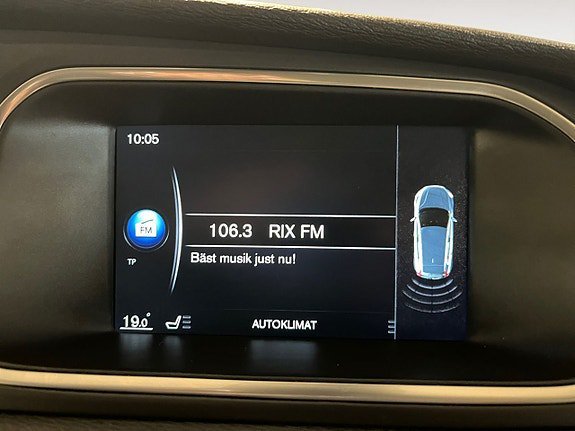 10:05
FM
106.3 RIX FM
TP
Bäst musik just nu!
19.0° AUTOKLIMAT